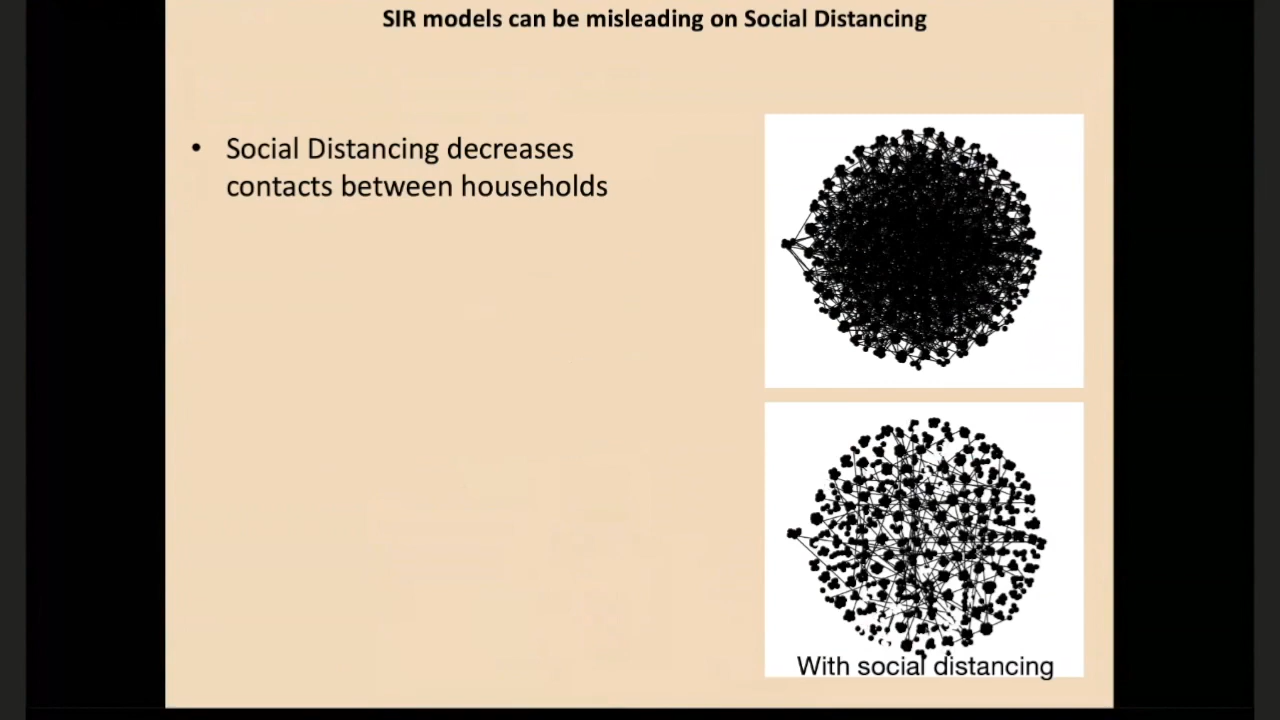 SIR models can be misleading on Social Distancing
• Social Distancing decreases
contacts between households
With social distancing